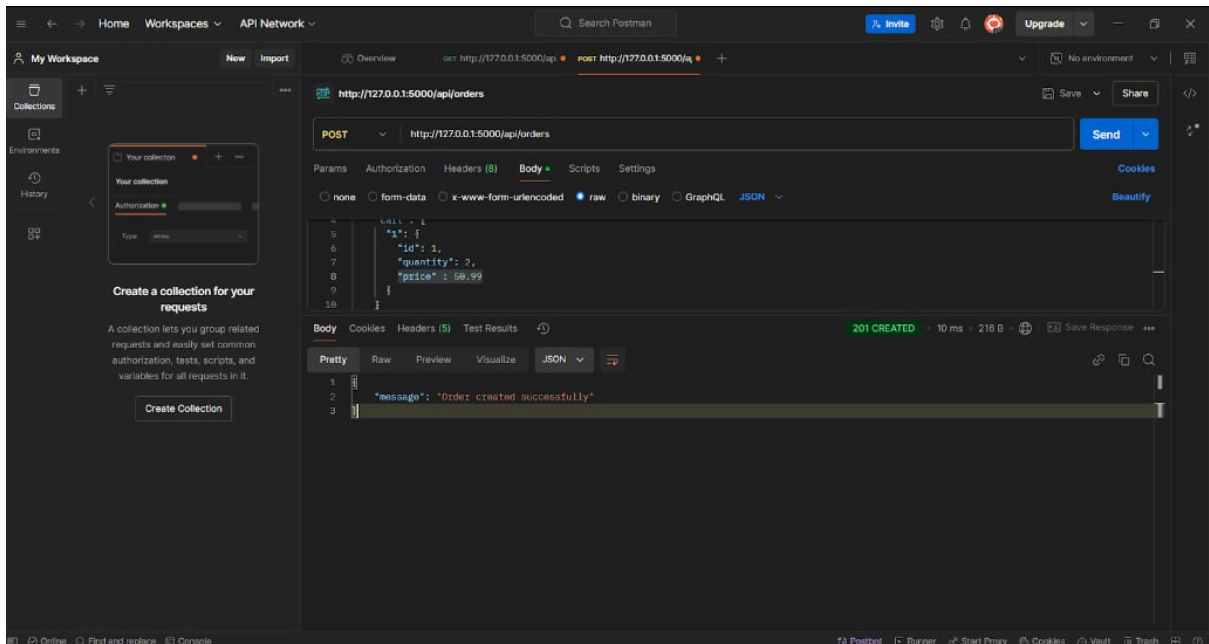 Home Workspaces API Network Search Postman Invite Upgrade
My Workspace New Import Overview GET http://127.0.0.1:5000/api POST http://127.0.0.1:5000/a No environment
Collections
Environments
History
Your collection
Your collection
Authorization
Type
Create a collection for your
requests
A collection lets you group related
requests and easily set common
authorization, tests, scripts, and
variables for all requests in it.
Create Collection
http://127.0.0.1:5000/api/orders Save Share
POST http://127.0.0.1:5000/api/orders Send
Params Authorization Headers (8) Body Scripts Settings Cookies
none form-data x-www-form-urlencoded raw binary GraphQL JSON Beautify
5 "1": {
6 "id": 1,
7 "quantity": 2,
8 "price" : 50.99
9 }
10 }
Body Cookies Headers (5) Test Results 201 CREATED 10 ms 216 B Save Response
Pretty Raw Preview Visualize JSON
1 {
2 "message": "Order created successfully"
3 }
Online Find and replace Console Postbot Runner Start Proxy Cookies Vault Trash